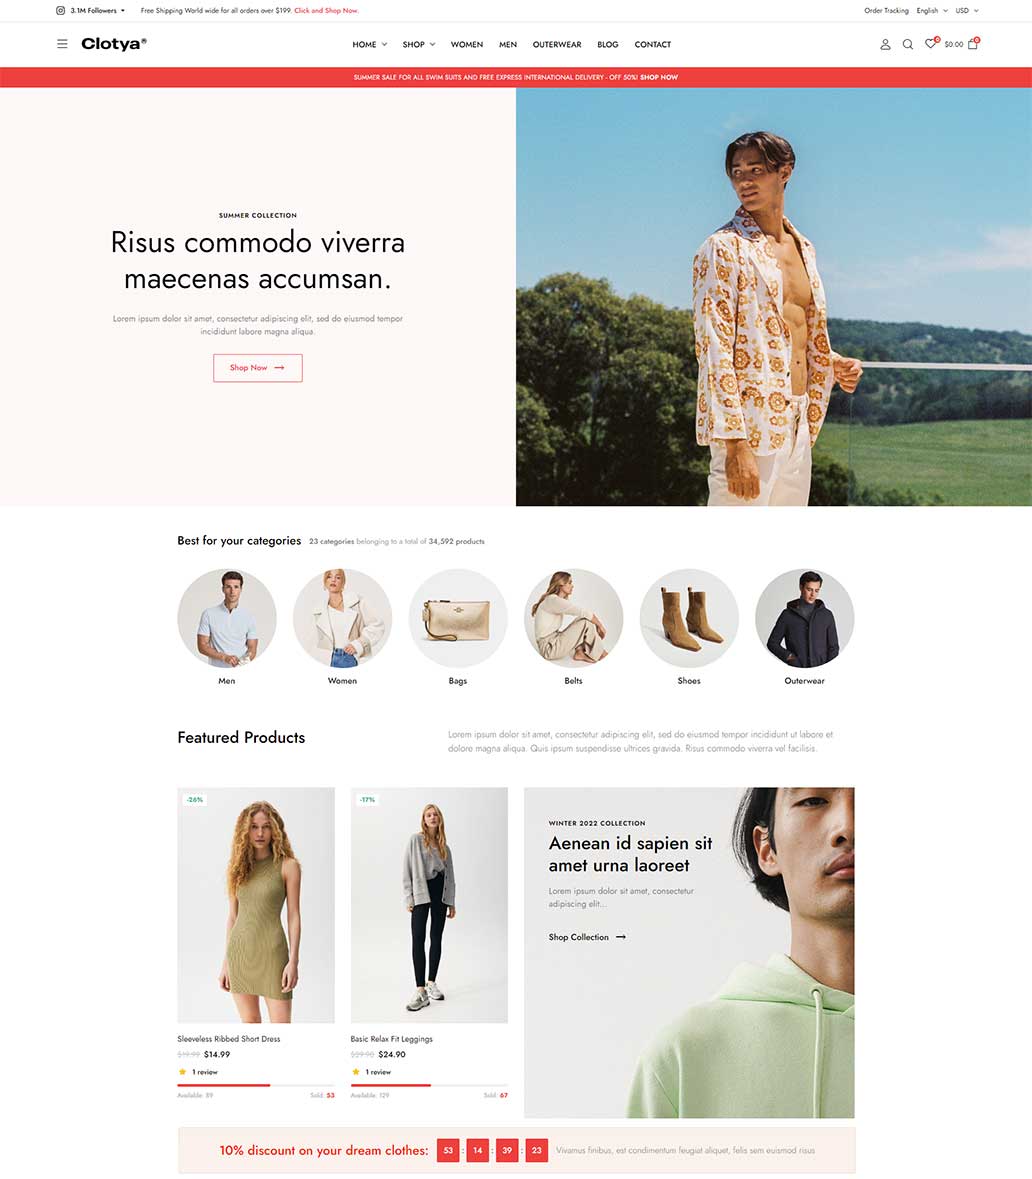 3.1M Followers
Free Shipping World wide for all orders over $199. Click and Shop Now.
Order Tracking
English
USD
Clotya®
HOME
SHOP
WOMEN
MEN
OUTERWEAR
BLOG
CONTACT
0
$0.00
0
SUMMER SALE FOR ALL SWIM SUITS AND FREE EXPRESS INTERNATIONAL DELIVERY - OFF 50%! SHOP NOW
SUMMER COLLECTION
Risus commodo viverra
maecenas accumsan.
Lorem ipsum dolor sit amet, consectetur adipiscing elit, sed do eiusmod tempor
incididunt labore magna aliqua.
Shop Now
Best for your categories
23 categories belonging to a total of 34,592 products
Men
Women
Bags
Belts
Shoes
Outerwear
Featured Products
Lorem ipsum dolor sit amet, consectetur adipiscing elit, sed do eiusmod tempor incididunt ut labore et
dolore magna aliqua. Quis ipsum suspendisse ultrices gravida. Risus commodo viverra vel facilisis.
-26%
Sleeveless Ribbed Short Dress
$19.99 $14.99
1 review
Available: 89
Sold: 53
-17%
Basic Relax Fit Leggings
$29.90 $24.90
1 review
Available: 129
Sold: 67
WINTER 2022 COLLECTION
Aenean id sapien sit
amet urna laoreet
Lorem ipsum dolor sit amet, consectetur
adipiscing elit...
Shop Collection
10% discount on your dream clothes:
53 : 14 : 39 : 23
Vivamus finibus, est condimentum feugiat aliquet, felis sem euismod risus